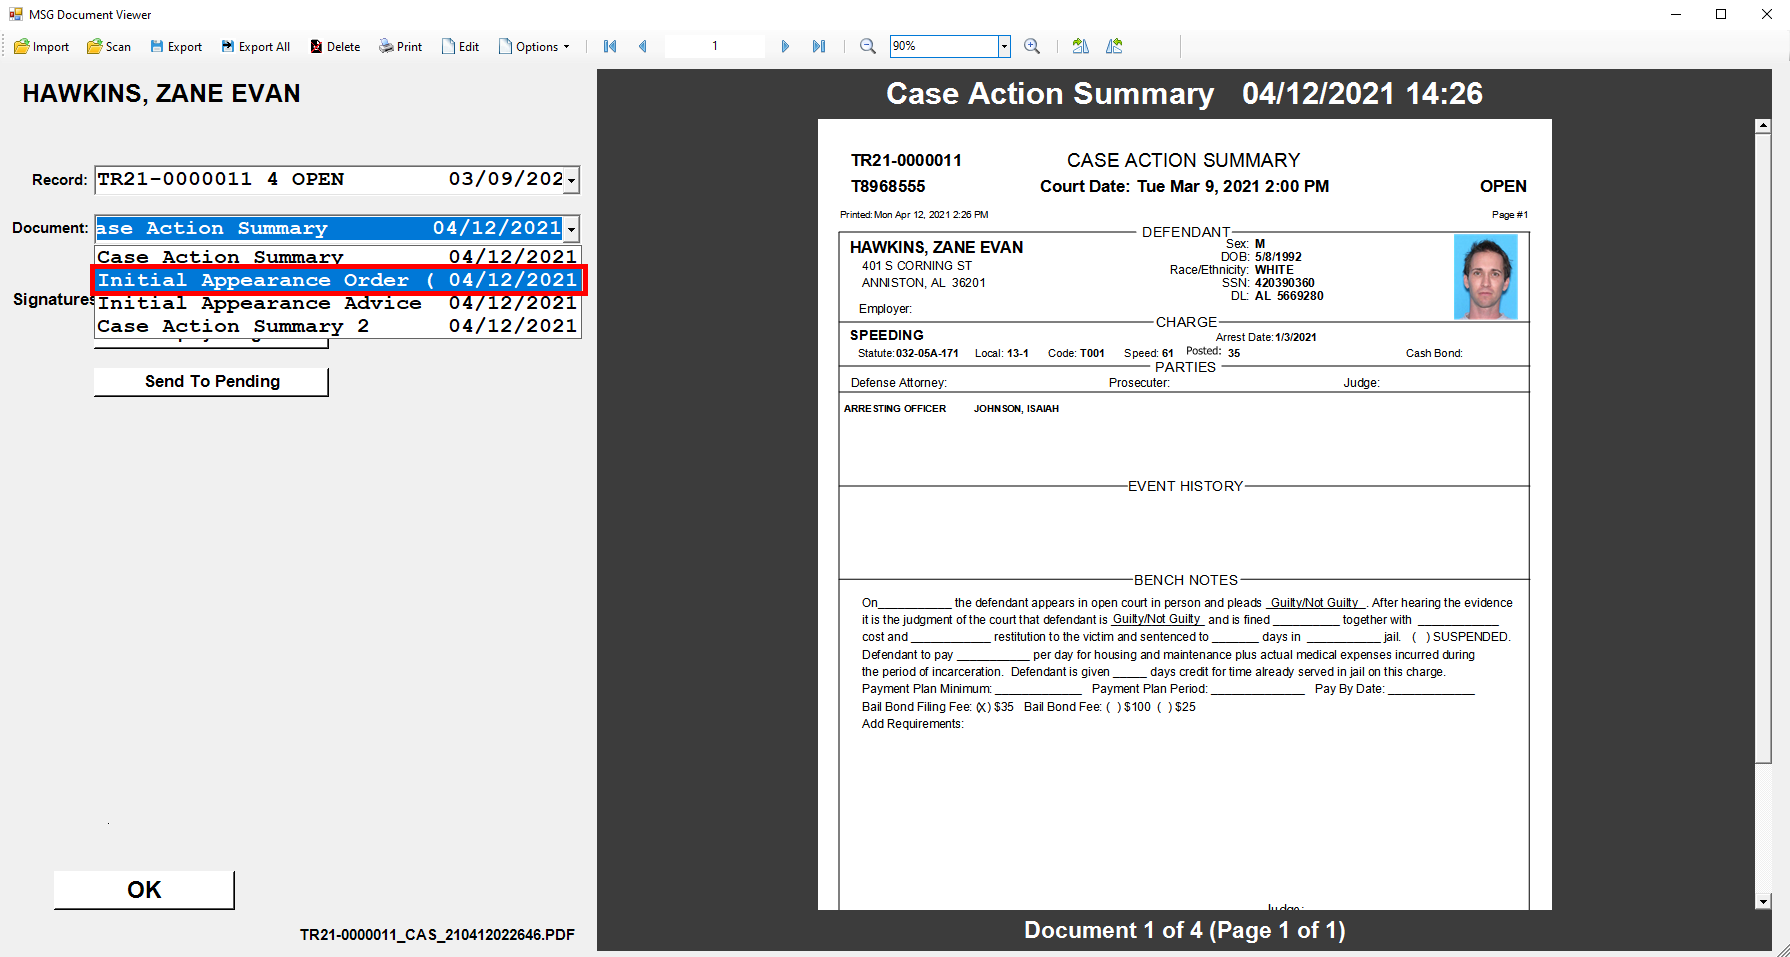 MSG Document Viewer
Import Scan Export Export All Delete Print Edit Options 1 90%
HAWKINS, ZANE EVAN
Record: TR21-0000011 4 OPEN 03/09/202
Document: ase Action Summary 04/12/2021
Case Action Summary 04/12/2021
Initial Appearance Order ( 04/12/2021
Signatures
Initial Appearance Advice 04/12/2021
Case Action Summary 2 04/12/2021
Send To Pending
OK
TR21-0000011_CAS_210412022646.PDF
Case Action Summary 04/12/2021 14:26
TR21-0000011 CASE ACTION SUMMARY
T8968555 Court Date: Tue Mar 9, 2021 2:00 PM OPEN
Printed: Mon Apr 12, 2021 2:26 PM Page #1
DEFENDANT
HAWKINS, ZANE EVAN Sex: M
401 S CORNING ST DOB: 5/8/1992
ANNISTON, AL 36201 Race/Ethnicity: WHITE
SSN: 420390360
DL: AL 5669280
Employer:
CHARGE
SPEEDING Arrest Date: 1/3/2021
Statute: 032-05A-171 Local: 13-1 Code: T001 Speed: 61 Posted: 35 Cash Bond:
PARTIES
Defense Attorney: Prosecuter: Judge:
ARRESTING OFFICER JOHNSON, ISAIAH
EVENT HISTORY
BENCH NOTES
On___________ the defendant appears in open court in person and pleads _Guilty/Not Guilty_. After hearing the evidence
it is the judgment of the court that defendant is _Guilty/Not Guilty_ and is fined __________ together with ____________
cost and ____________ restitution to the victim and sentenced to _______ days in ___________ jail. ( ) SUSPENDED.
Defendant to pay ___________ per day for housing and maintenance plus actual medical expenses incurred during
the period of incarceration. Defendant is given _____ days credit for time already served in jail on this charge.
Payment Plan Minimum: _____________ Payment Plan Period: ______________ Pay By Date: _____________
Bail Bond Filing Fee: (X) $35 Bail Bond Fee: ( ) $100 ( ) $25
Add Requirements:
Judge:
Document 1 of 4 (Page 1 of 1)